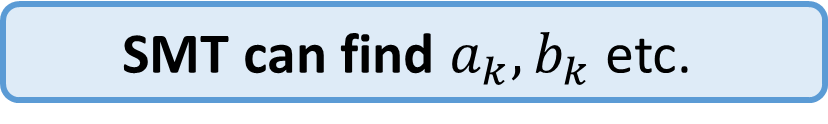 SMT can find $a_k, b_k$ etc.